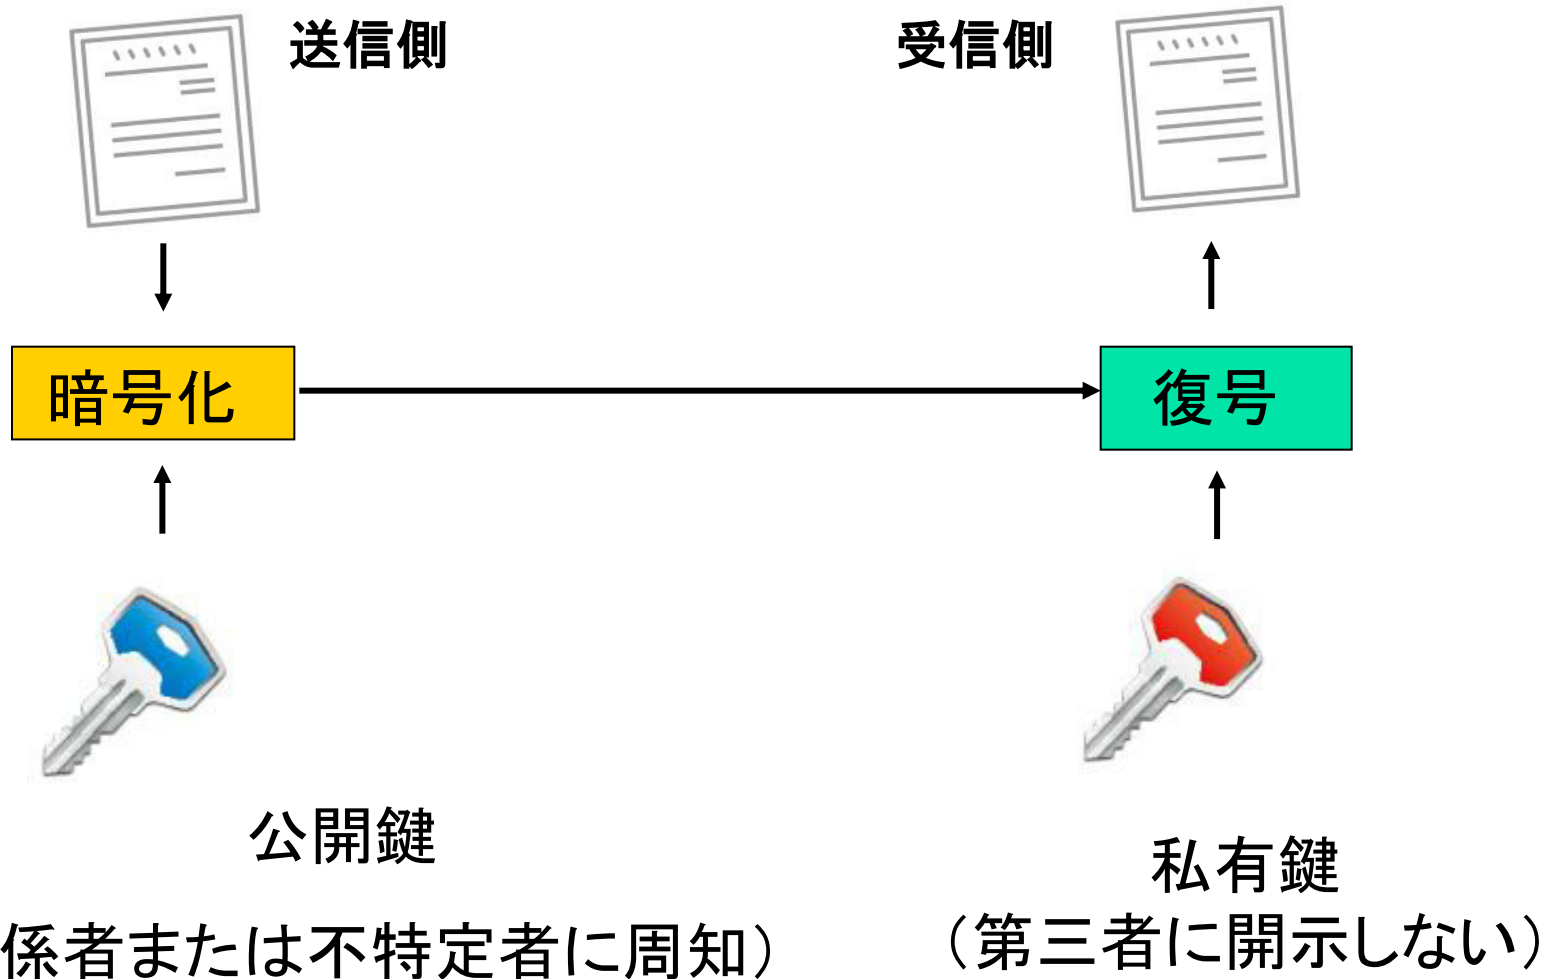 送信側
受信側
暗号化
復号
公開鍵
私有鍵
係者または不特定者に周知）
（第三者に開示しない）